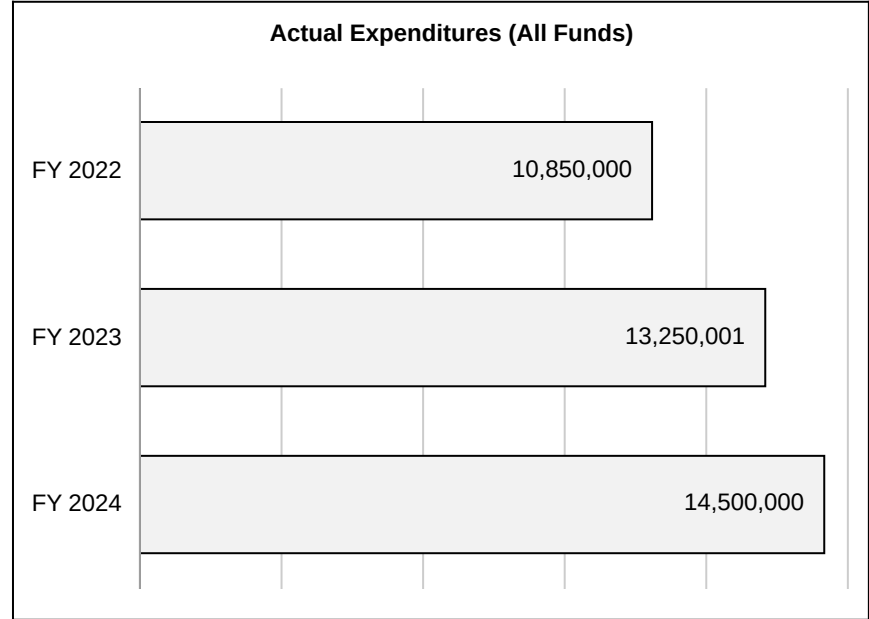 Actual Expenditures (All Funds)
FY 2022
10,850,000
FY 2023
13,250,001
FY 2024
14,500,000